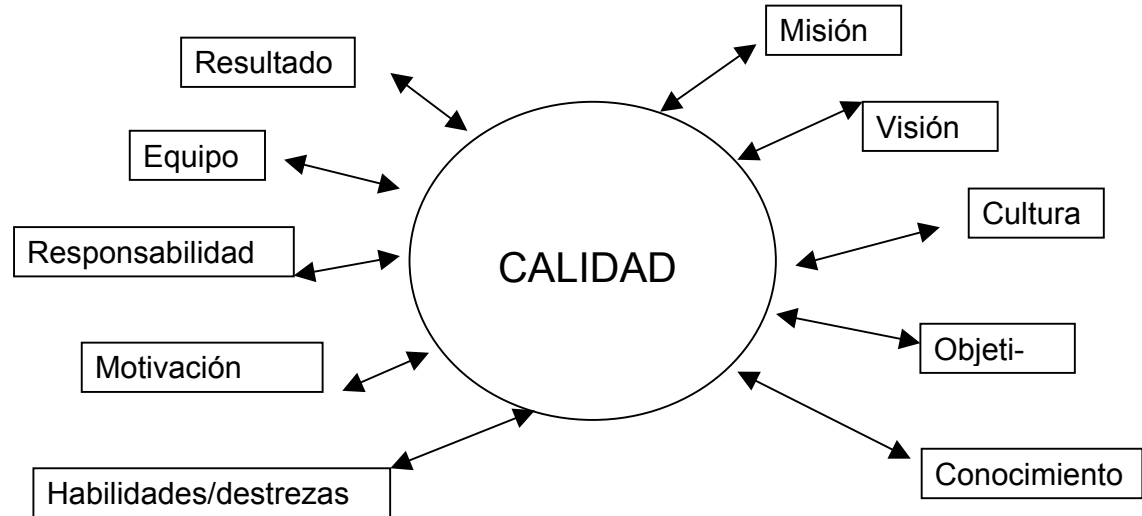 Misión
Resultado
Visión
Equipo
Cultura
Responsabilidad
CALIDAD
Objeti-
Motivación
Conocimiento
Habilidades/destrezas